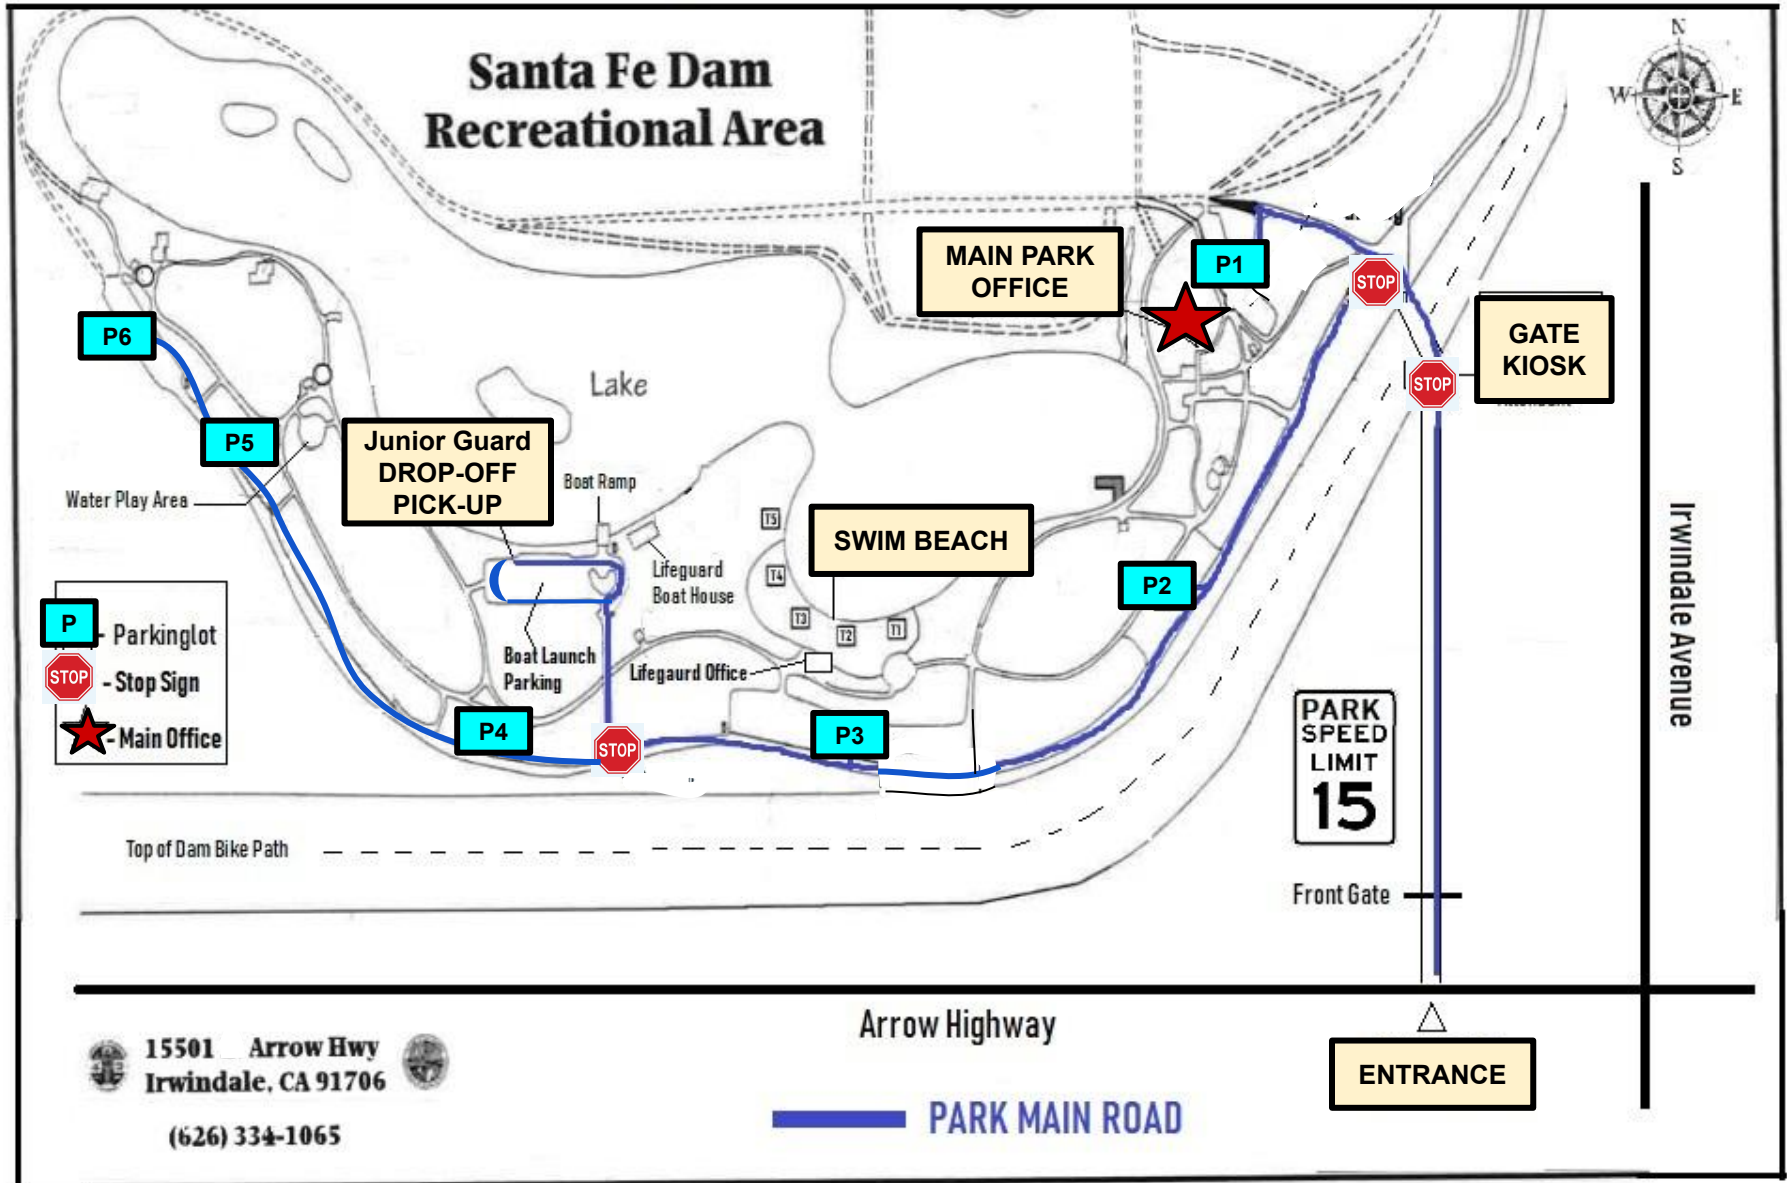 Santa Fe Dam
Recreational Area
N
W
E
S
MAIN PARK
OFFICE
P1
STOP
GATE
KIOSK
STOP
P6
Lake
P5
Junior Guard
DROP-OFF
PICK-UP
Boat Ramp
Water Play Area
T5
SWIM BEACH
Irwindale Avenue
Lifeguard
Boat House
T4
P2
T3
T2
T1
P
- Parkinglot
STOP
- Stop Sign
- Main Office
Boat Launch
Parking
Lifegaurd Office
P4
STOP
P3
PARK
SPEED
LIMIT
15
Top of Dam Bike Path
Front Gate
Arrow Highway
15501 Arrow Hwy
Irwindale, CA 91706
(626) 334-1065
ENTRANCE
PARK MAIN ROAD